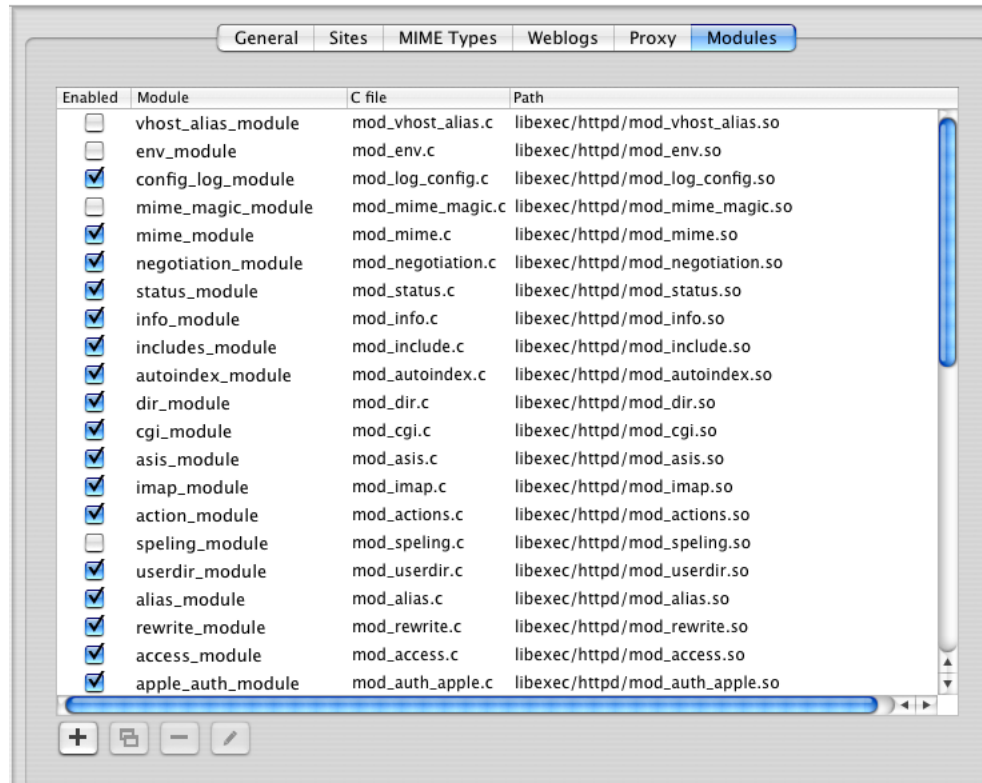 General Sites MIME Types Weblogs Proxy Modules
Enabled Module C file Path
vhost_alias_module mod_vhost_alias.c libexec/httpd/mod_vhost_alias.so
env_module mod_env.c libexec/httpd/mod_env.so
config_log_module mod_log_config.c libexec/httpd/mod_log_config.so
mime_magic_module mod_mime_magic.c libexec/httpd/mod_mime_magic.so
mime_module mod_mime.c libexec/httpd/mod_mime.so
negotiation_module mod_negotiation.c libexec/httpd/mod_negotiation.so
status_module mod_status.c libexec/httpd/mod_status.so
info_module mod_info.c libexec/httpd/mod_info.so
includes_module mod_include.c libexec/httpd/mod_include.so
autoindex_module mod_autoindex.c libexec/httpd/mod_autoindex.so
dir_module mod_dir.c libexec/httpd/mod_dir.so
cgi_module mod_cgi.c libexec/httpd/mod_cgi.so
asis_module mod_asis.c libexec/httpd/mod_asis.so
imap_module mod_imap.c libexec/httpd/mod_imap.so
action_module mod_actions.c libexec/httpd/mod_actions.so
speling_module mod_speling.c libexec/httpd/mod_speling.so
userdir_module mod_userdir.c libexec/httpd/mod_userdir.so
alias_module mod_alias.c libexec/httpd/mod_alias.so
rewrite_module mod_rewrite.c libexec/httpd/mod_rewrite.so
access_module mod_access.c libexec/httpd/mod_access.so
apple_auth_module mod_auth_apple.c libexec/httpd/mod_auth_apple.so